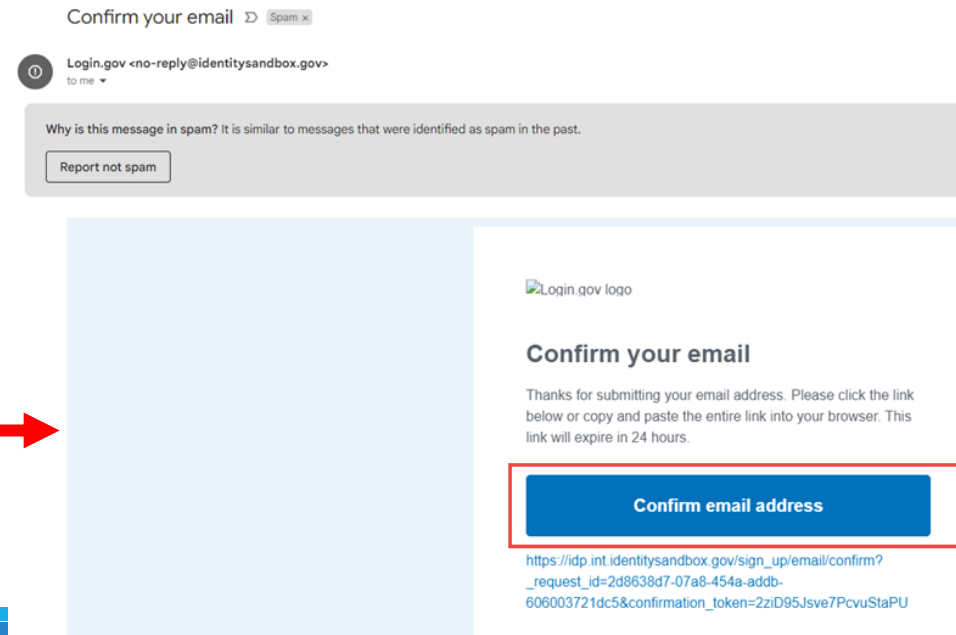 Confirm your email Spam x
Login.gov <no-reply@identitysandbox.gov>
to me
Why is this message in spam? It is similar to messages that were identified as spam in the past.
Report not spam
Login.gov logo
Confirm your email
Thanks for submitting your email address. Please click the link
below or copy and paste the entire link into your browser. This
link will expire in 24 hours.
Confirm email address
https://idp.int.identitysandbox.gov/sign_up/email/confirm?
_request_id=2d8638d7-07a8-454a-addb-
606003721dc5&confirmation_token=2ziD95Jsve7PcvuStaPU